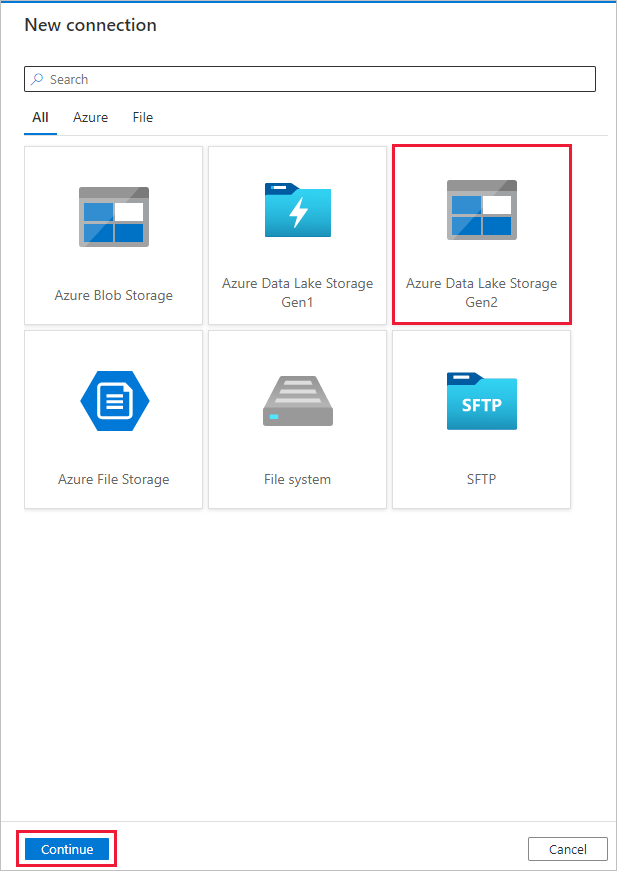 New connection
Search
All Azure File
Azure Blob Storage
Azure Data Lake Storage
Gen1
Azure Data Lake Storage
Gen2
Azure File Storage
File system
SFTP
SFTP
Continue Cancel